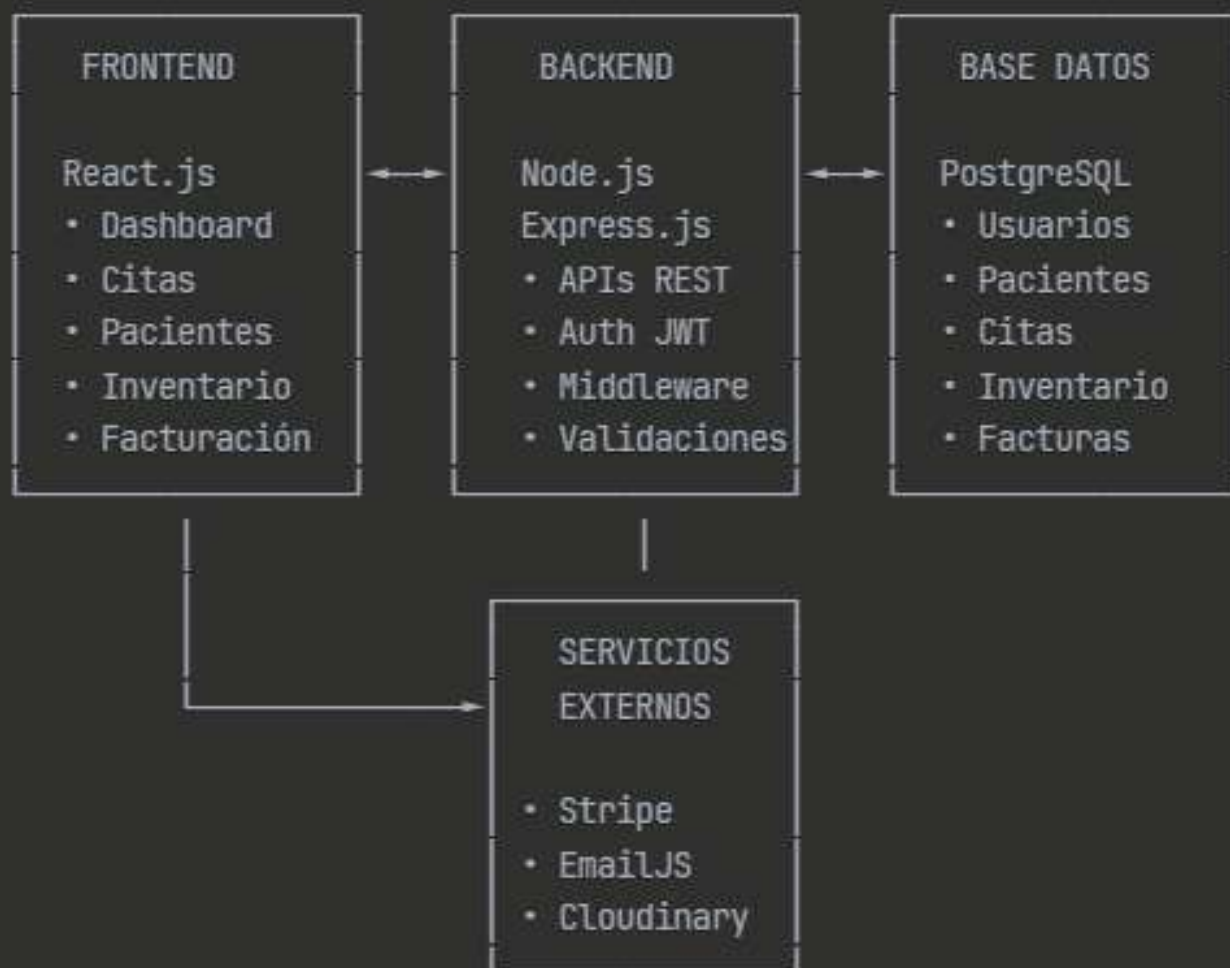 FRONTEND
React.js
• Dashboard
• Citas
• Pacientes
• Inventario
• Facturación
BACKEND
Node.js
Express.js
• APIs REST
• Auth JWT
• Middleware
• Validaciones
BASE DATOS
PostgreSQL
• Usuarios
• Pacientes
• Citas
• Inventario
• Facturas
SERVICIOS
EXTERNOS
• Stripe
• EmailJS
• Cloudinary